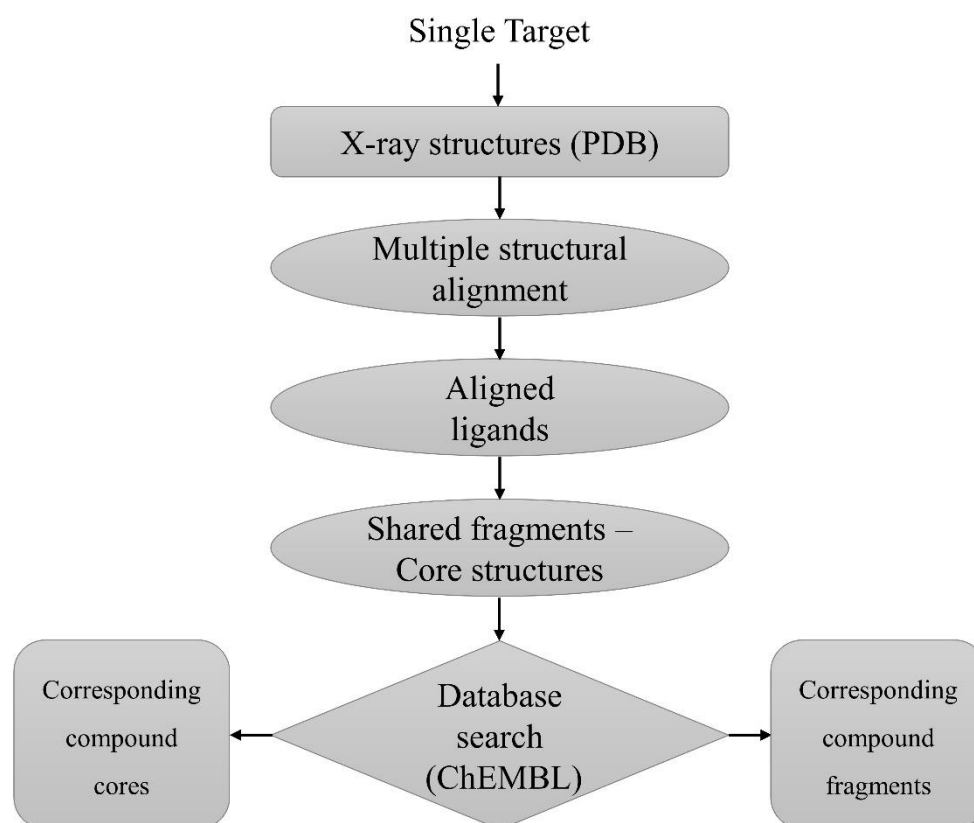 Single Target
X-ray structures (PDB)
Multiple structural
alignment
Aligned
ligands
Shared fragments –
Core structures
Database
search
(ChEMBL)
Corresponding
compound
cores
Corresponding
compound
fragments